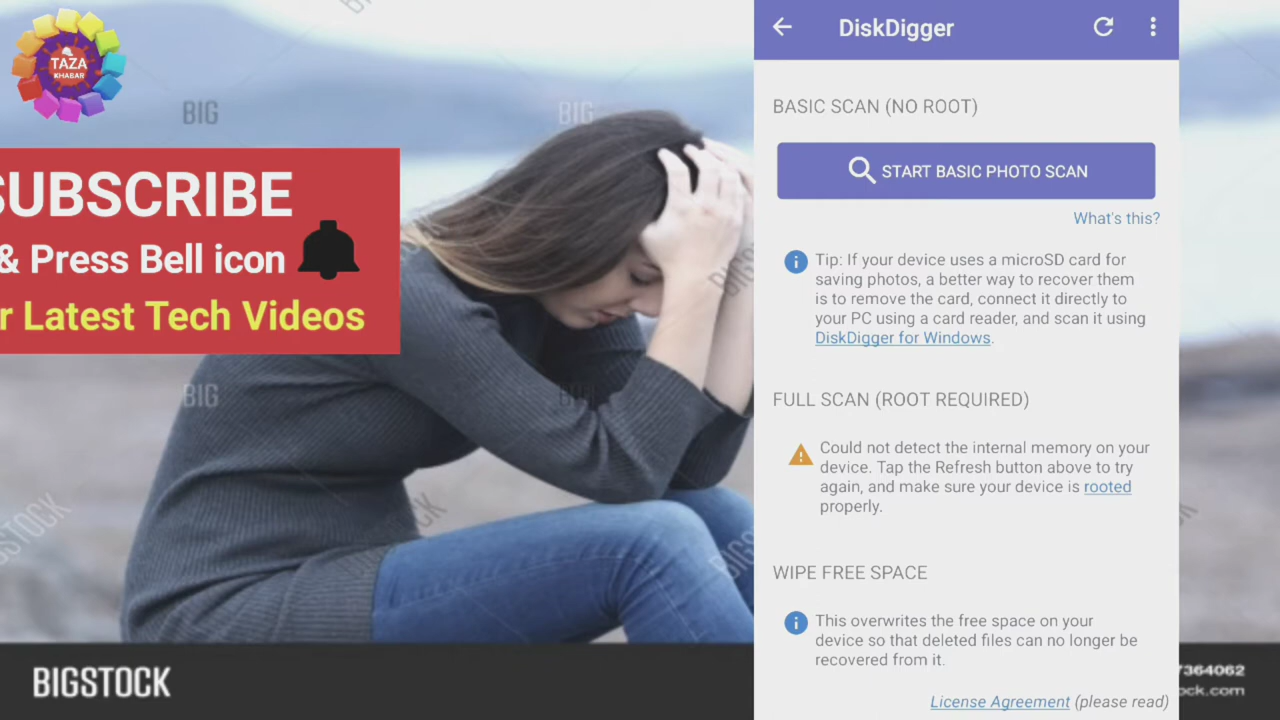 TAZA
KHABAR
SUBSCRIBE
& Press Bell icon
r Latest Tech Videos
BIG
BIG
BIG
BIGSTOCK
BIGSTOCK
7364062
ock.com
DiskDigger
BASIC SCAN (NO ROOT)
START BASIC PHOTO SCAN
What's this?
Tip: If your device uses a microSD card for
saving photos, a better way to recover them
is to remove the card, connect it directly to
your PC using a card reader, and scan it using
DiskDigger for Windows.
FULL SCAN (ROOT REQUIRED)
Could not detect the internal memory on your
device. Tap the Refresh button above to try
again, and make sure your device is rooted
properly.
WIPE FREE SPACE
This overwrites the free space on your
device so that deleted files can no longer be
recovered from it.
License Agreement (please read)